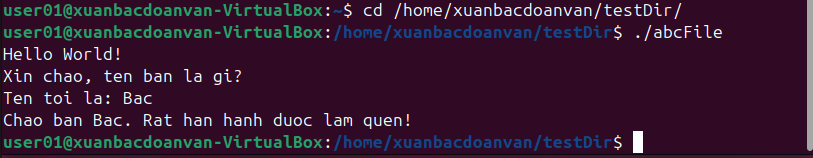 user01@xuanbacdoanvan-VirtualBox:~$ cd /home/xuanbacdoanvan/testDir/
user01@xuanbacdoanvan-VirtualBox:/home/xuanbacdoanvan/testDir$ ./abcFile
Hello World!
Xin chao, ten ban la gi?
Ten toi la: Bac
Chao ban Bac. Rat han hanh duoc lam quen!
user01@xuanbacdoanvan-VirtualBox:/home/xuanbacdoanvan/testDir$